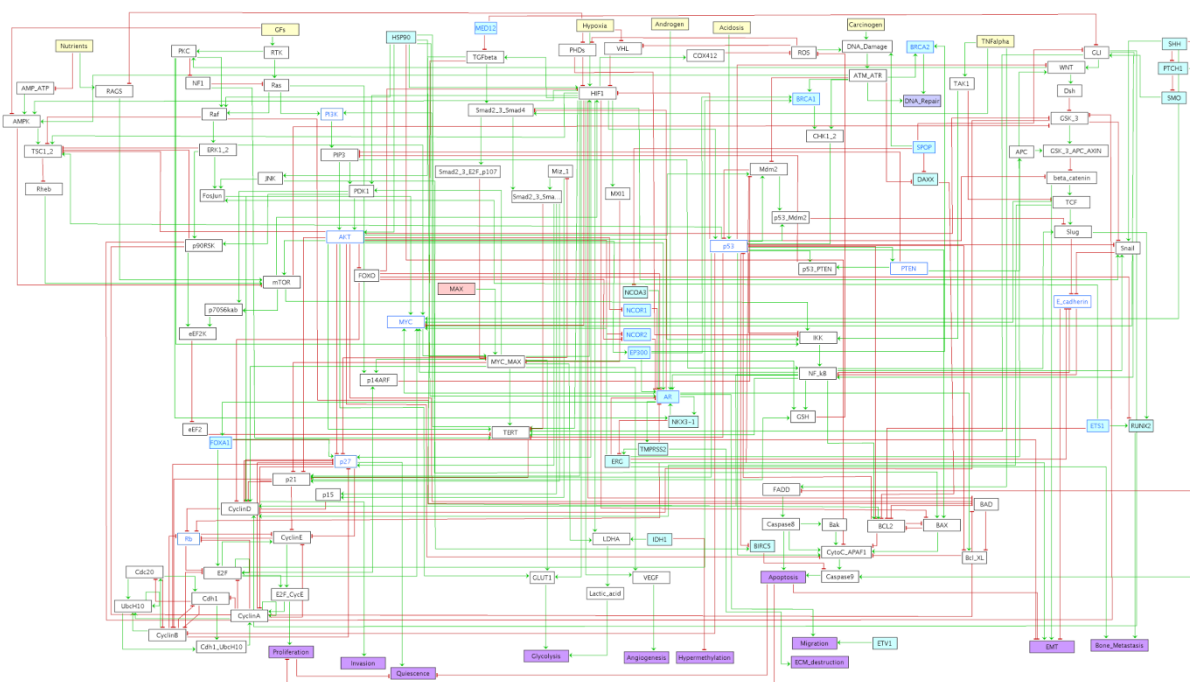 Nutrients
GFs
HSP90
MED12
Hypoxia
Androgen
Acidosis
Carcinogen
TNFalpha
BRCA2
SHH
PKC
RTK
TGFbeta
PHDs
VHL
COX412
ROS
DNA_Damage
GLI
WNT
PTCH1
AMP_ATP
RAGS
NF1
Ras
HIF1
ATM_ATR
TAK1
Dsh
SMO
BRCA1
DNA_Repair
AMPK
Raf
PI3K
Smad2_3_Smad4
CHK1_2
GSK_3
TSC1_2
ERK1_2
PIP3
SPOP
APC
GSK_3_APC_AXIN
Rheb
JNK
Smad2_3_E2F_p107
Miz_1
Mdm2
DAXX
beta_catenin
FosJun
PDK1
Smad2_3_Sma...
MXI1
TCF
p53_Mdm2
Slug
p90RSK
AKT
p53
Snail
FOXO
p53_PTEN
PTEN
mTOR
MAX
NCOA3
E_cadherin
p70S6kab
NCOR1
MYC
eEF2K
NCOR2
IKK
EP300
MYC_MAX
p14ARF
NF_kB
AR
GSH
NKX3-1
eEF2
FOXA1
TERT
ETS1
RUNX2
TMPRSS2
p27
ERG
p21
FADD
p15
CyclinD
BAD
Caspase8
Bak
BCL2
BAX
Rb
CyclinE
LDHA
IDH1
BIRC5
CytoC_APAF1
Bcl_XL
Cdc20
E2F
GLUT1
VEGF
Apoptosis
Caspase9
UbcH10
Cdh1
E2F_CycE
Lactic_acid
CyclinA
CyclinB
Cdh1_UbcH10
Proliferation
Invasion
Quiescence
Glycolysis
Angiogenesis
Hypermethylation
Migration
ETV1
ECM_destruction
EMT
Bone_Metastasis